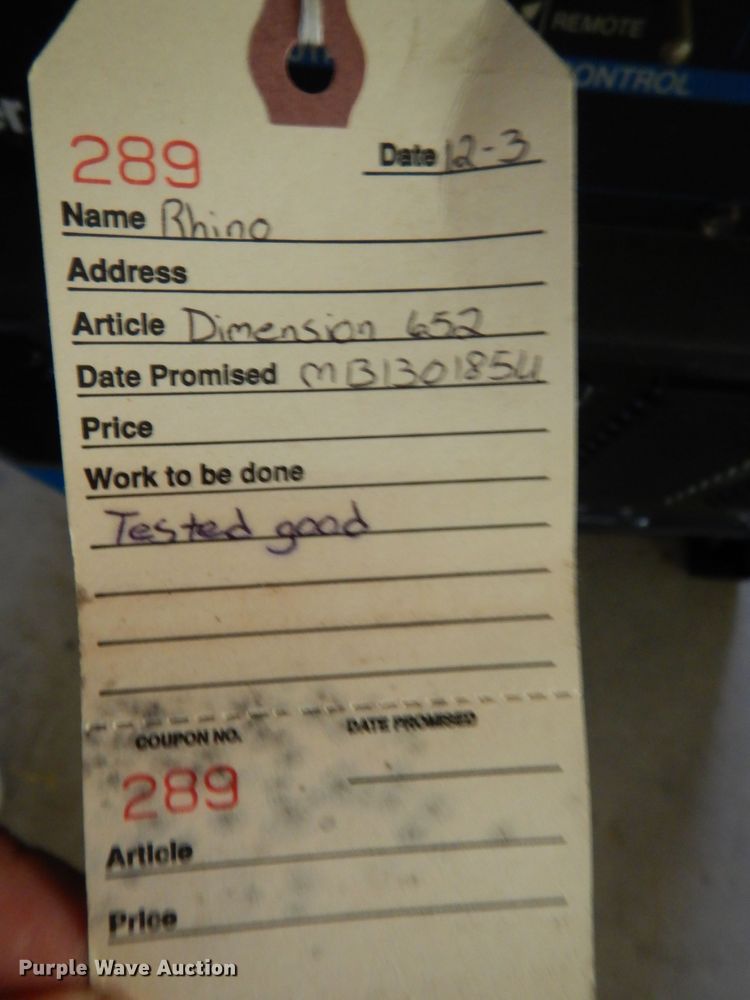 REMOTE
CONTROL
289
Date 12-3
Name Rhino
Address
Article Dimension 652
Date Promised MB130185U
Price
Work to be done
Tested good
COUPON NO.
DATE PROMISED
289
Article
Price
Purple Wave Auction